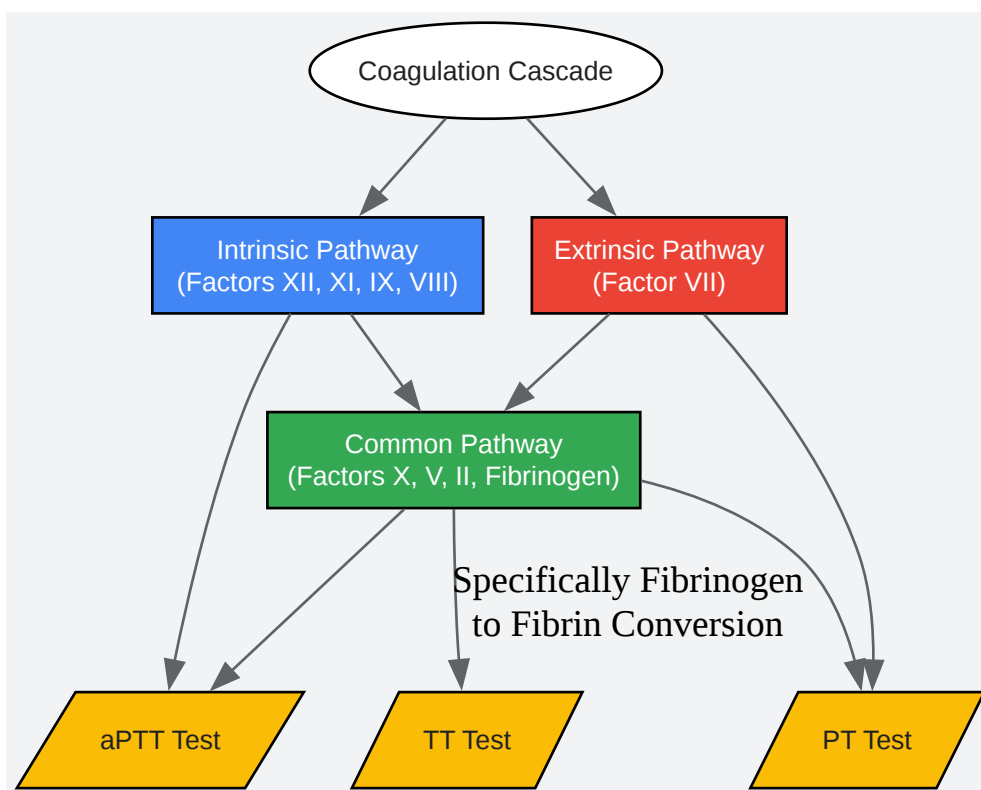 Coagulation Cascade
Intrinsic Pathway
(Factors XII, XI, IX, VIII)
Extrinsic Pathway
(Factor VII)
Common Pathway
(Factors X, V, II, Fibrinogen)
Specifically Fibrinogen
to Fibrin Conversion
aPTT Test
TT Test
PT Test